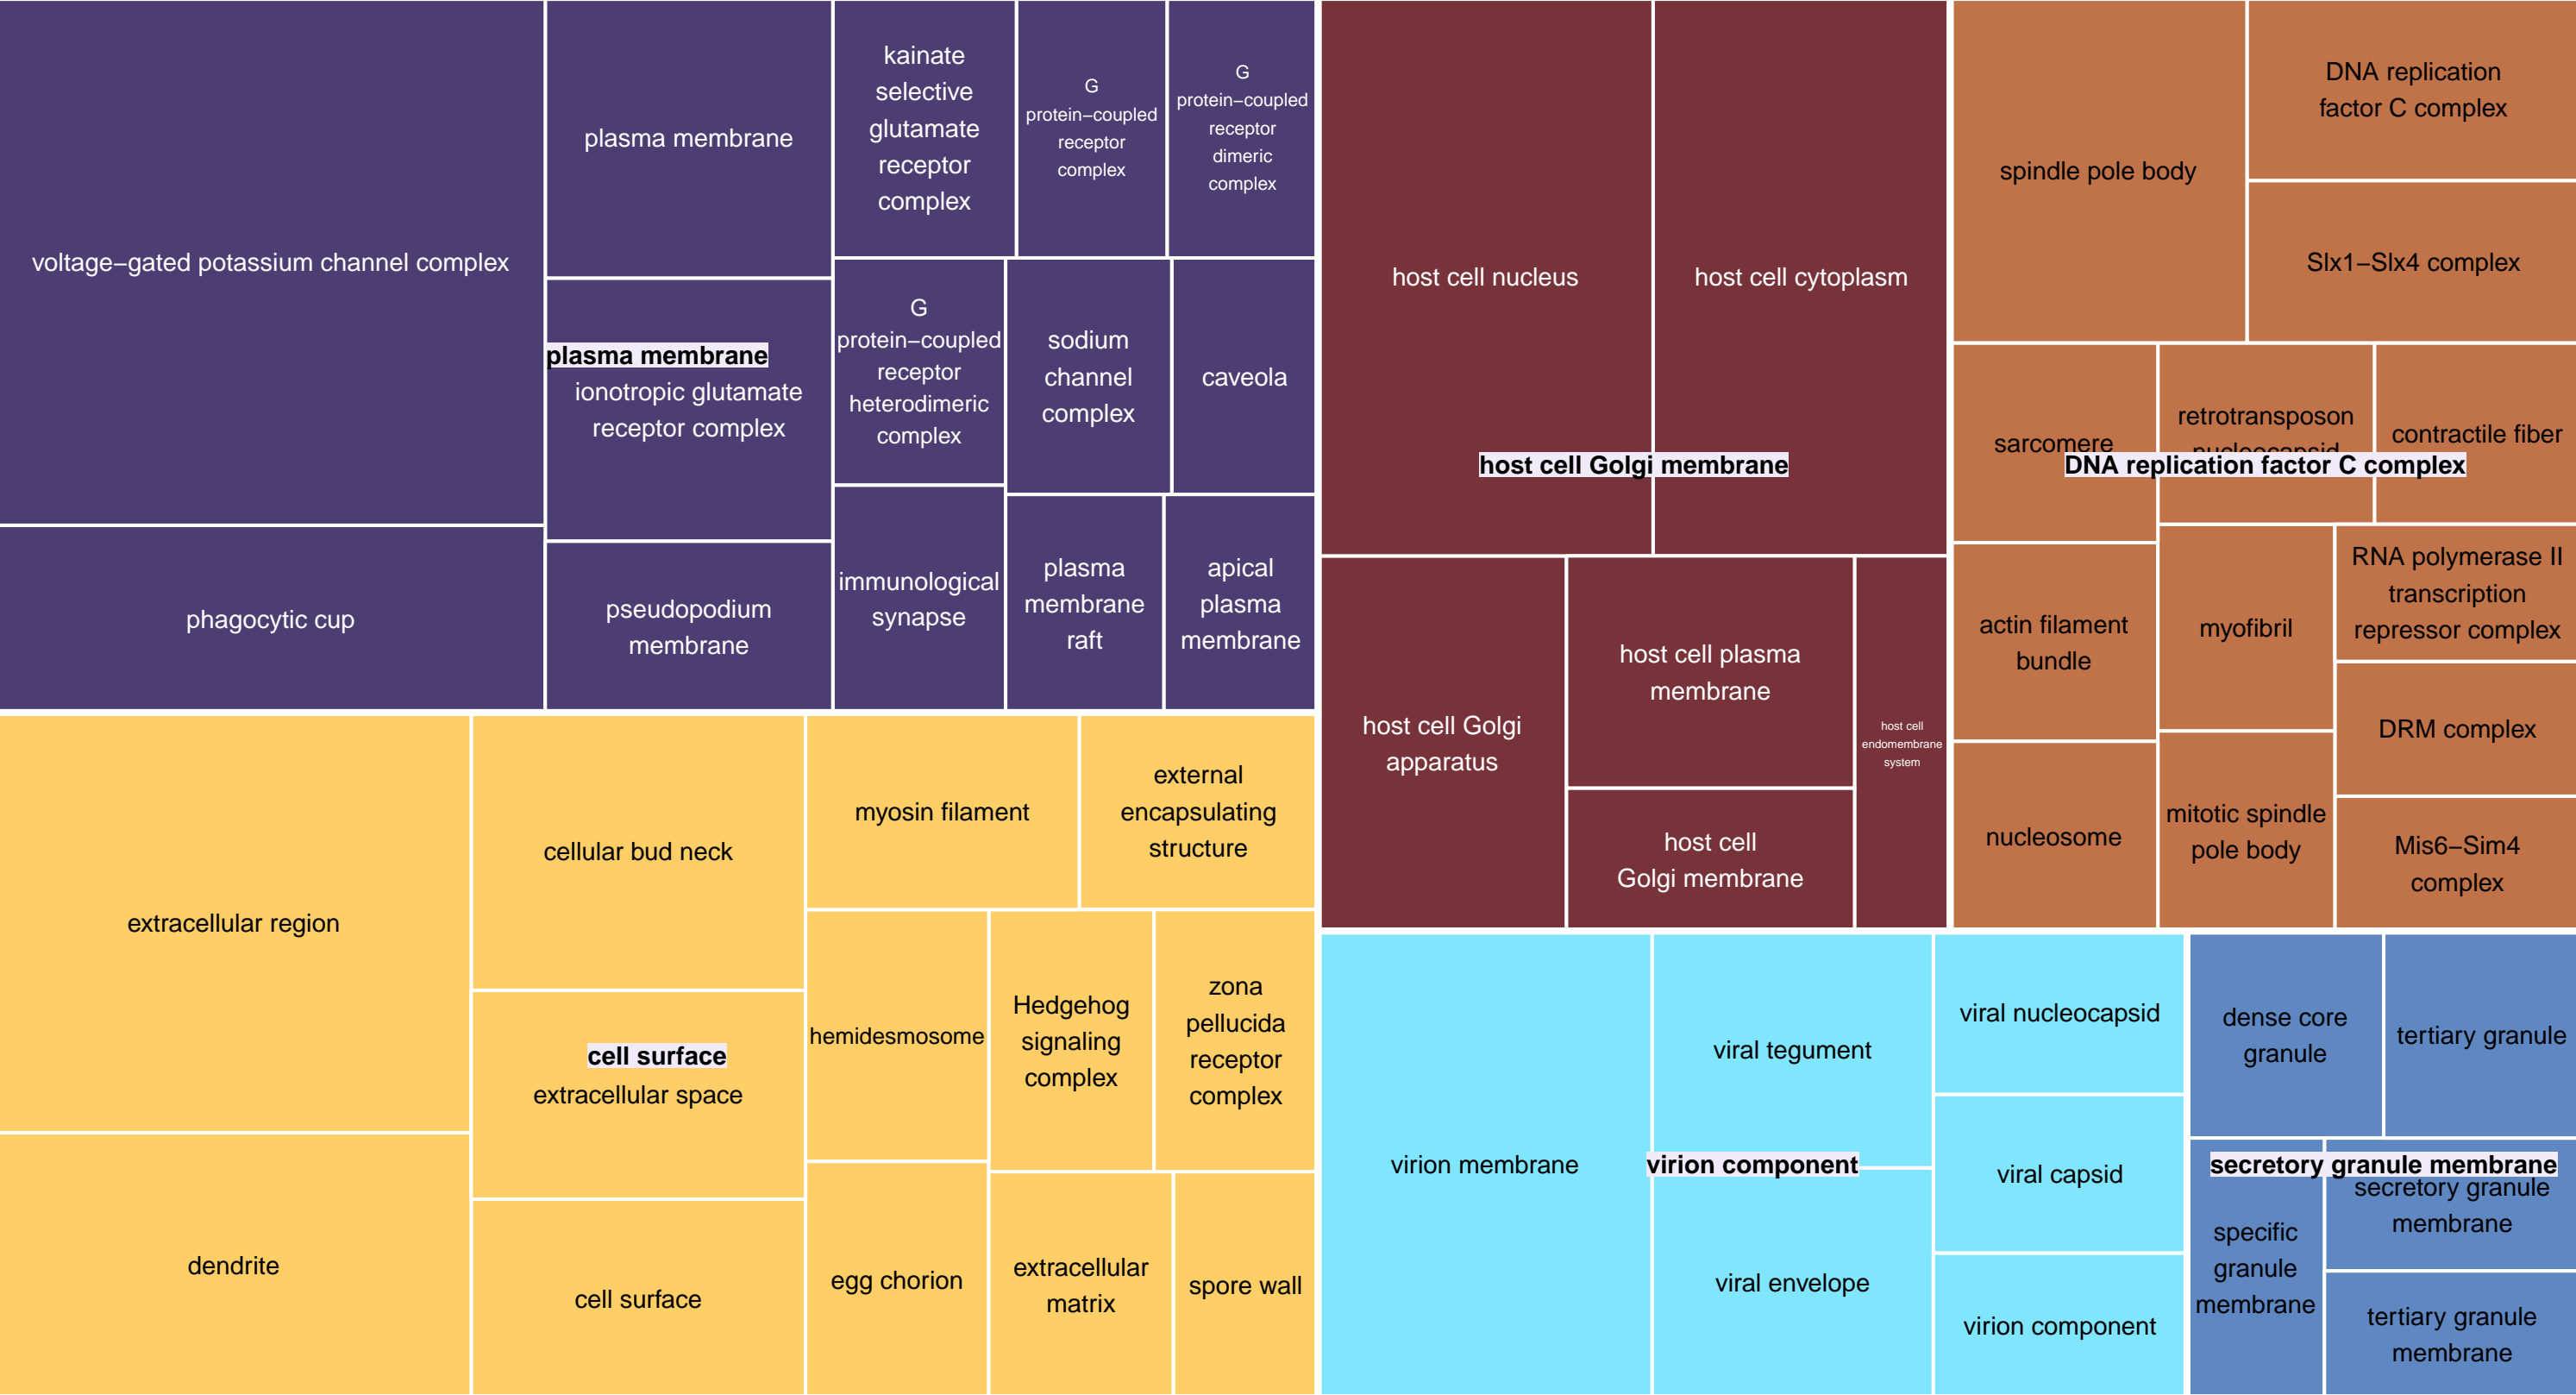 voltage−gated potassium channel complex
phagocytic cup
plasma membrane
plasma membrane
ionotropic glutamate
receptor complex
pseudopodium
membrane
kainate
selective
glutamate
receptor
complex
G
protein−coupled
receptor
complex
G
protein−coupled
receptor
dimeric
complex
G
protein−coupled
receptor
heterodimeric
complex
sodium
channel
complex
caveola
immunological
synapse
plasma
membrane
raft
apical
plasma
membrane
extracellular region
dendrite
cellular bud neck
cell surface
extracellular space
cell surface
myosin filament
external
encapsulating
structure
hemidesmosome
Hedgehog
signaling
complex
zona
pellucida
receptor
complex
egg chorion
extracellular
matrix
spore wall
host cell nucleus
host cell cytoplasm
host cell Golgi membrane
host cell Golgi
apparatus
host cell plasma
membrane
host cell
Golgi membrane
host cell
endomembrane
system
spindle pole body
DNA replication
factor C complex
Slx1−Slx4 complex
sarcomere
retrotransposon
nucleocapsid
contractile fiber
DNA replication factor C complex
actin filament
bundle
myofibril
RNA polymerase II
transcription
repressor complex
DRM complex
nucleosome
mitotic spindle
pole body
Mis6−Sim4
complex
virion membrane
viral tegument
virion component
viral envelope
viral nucleocapsid
viral capsid
virion component
dense core
granule
tertiary granule
secretory granule membrane
specific
granule
membrane
secretory granule
membrane
tertiary granule
membrane